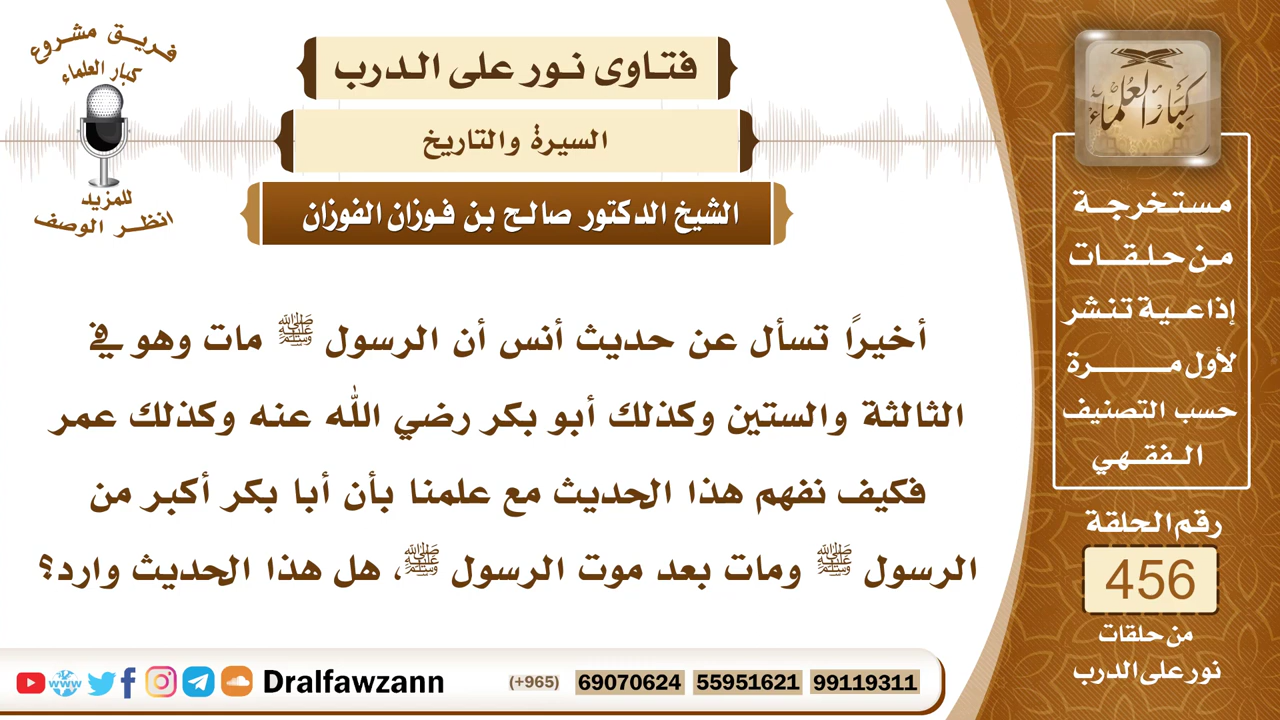 فريق مشروع
كبار العلماء
للمزيد
انظر الوصف
فتاوى نور على الدرب
السيرة والتاريخ
الشيخ الدكتور صالح بن فوزان الفوزان
أخيرًا تسأل عن حديث أنس أن الرسول ﷺ مات وهو في
الثالثة والستين وكذلك أبو بكر رضي الله عنه وكذلك عمر
فكيف نفهم هذا الحديث مع علمنا بأن أبا بكر أكبر من
الرسول ﷺ ومات بعد موت الرسول ﷺ، هل هذا الحديث وارد؟
كبار العلماء
مستخرجة
من حلقات
إذاعية تنشر
لأول مرة
حسب التصنيف
الفقهي
رقم الحلقة
456
من حلقات
نور على الدرب
www
Dralfawzann
(+965) 69070624 55951621 99119311